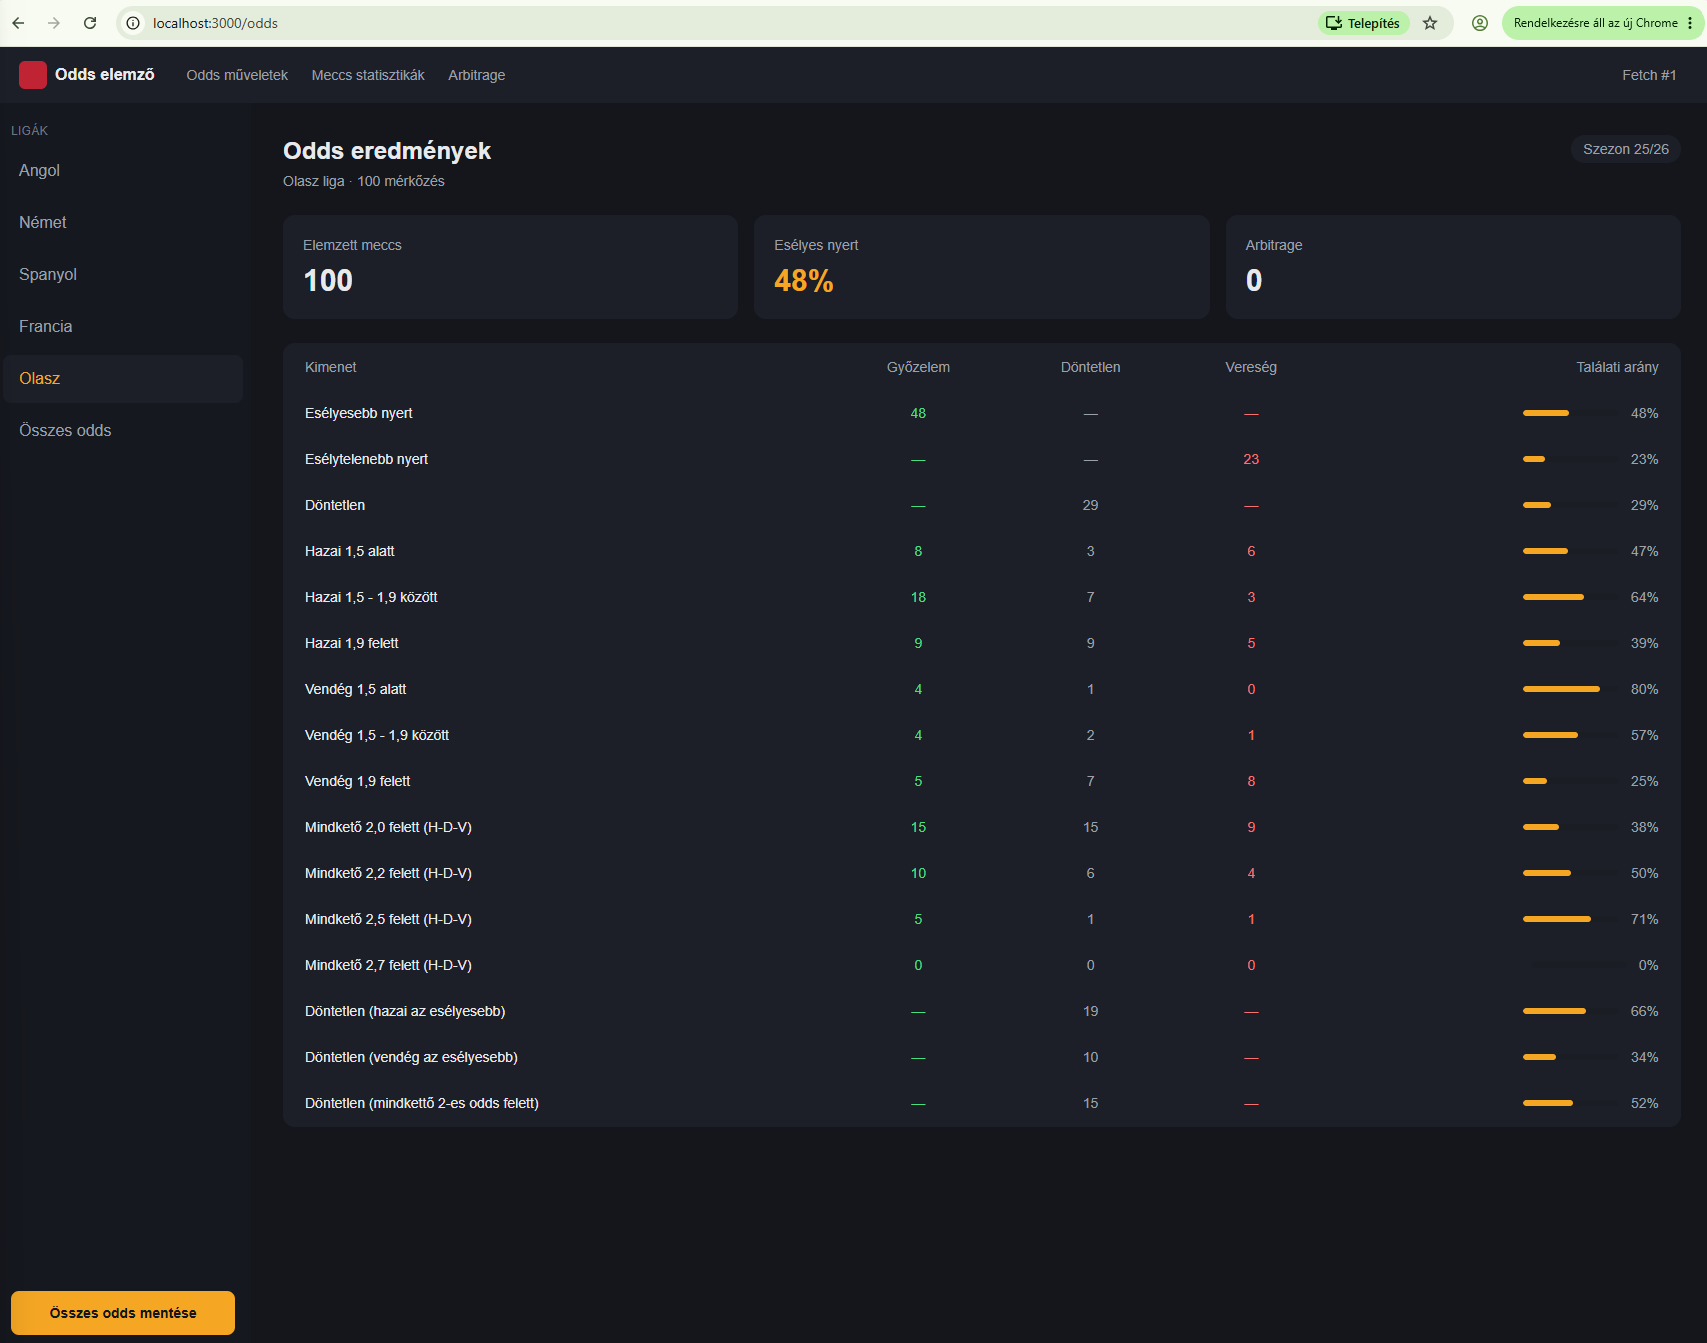 localhost:3000/odds
Telepítés
Rendelkezésre áll az új Chrome
Odds elemző
Odds műveletek
Meccs statisztikák
Arbitrage
Fetch #1
LIGÁK
Angol
Német
Spanyol
Francia
Olasz
Összes odds
Összes odds mentése
Odds eredmények
Szezon 25/26
Olasz liga · 100 mérkőzés
Elemzett meccs
100
Esélyes nyert
48%
Arbitrage
0
Kimenet Győzelem Döntetlen Vereség Találati arány
Esélyesebb nyert 48 — — 48%
Esélytelenebb nyert — — 23 23%
Döntetlen — 29 — 29%
Hazai 1,5 alatt 8 3 6 47%
Hazai 1,5 - 1,9 között 18 7 3 64%
Hazai 1,9 felett 9 9 5 39%
Vendég 1,5 alatt 4 1 0 80%
Vendég 1,5 - 1,9 között 4 2 1 57%
Vendég 1,9 felett 5 7 8 25%
Mindkető 2,0 felett (H-D-V) 15 15 9 38%
Mindkető 2,2 felett (H-D-V) 10 6 4 50%
Mindkető 2,5 felett (H-D-V) 5 1 1 71%
Mindkető 2,7 felett (H-D-V) 0 0 0 0%
Döntetlen (hazai az esélyesebb) — 19 — 66%
Döntetlen (vendég az esélyesebb) — 10 — 34%
Döntetlen (mindkettő 2-es odds felett) — 15 — 52%